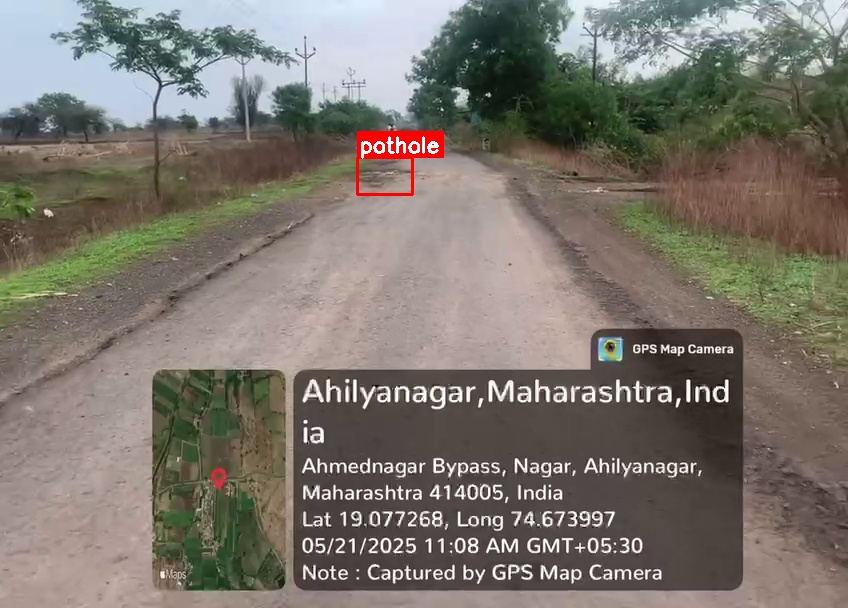 pothole
GPS Map Camera
Ahilyanagar,Maharashtra,Ind
ia
Ahmednagar Bypass, Nagar, Ahilyanagar,
Maharashtra 414005, India
Lat 19.077268, Long 74.673997
05/21/2025 11:08 AM GMT+05:30
Note : Captured by GPS Map Camera
Maps